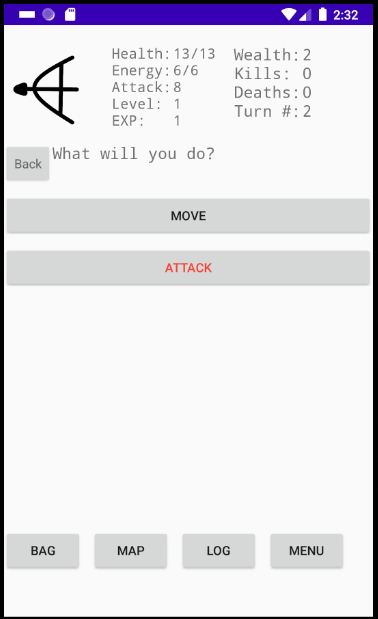 2:32
Health: 13/13
Energy: 6/6
Attack: 8
Level: 1
EXP: 1
Wealth: 2
Kills: 0
Deaths: 0
Turn #: 2
Back
What will you do?
MOVE
ATTACK
BAG
MAP
LOG
MENU